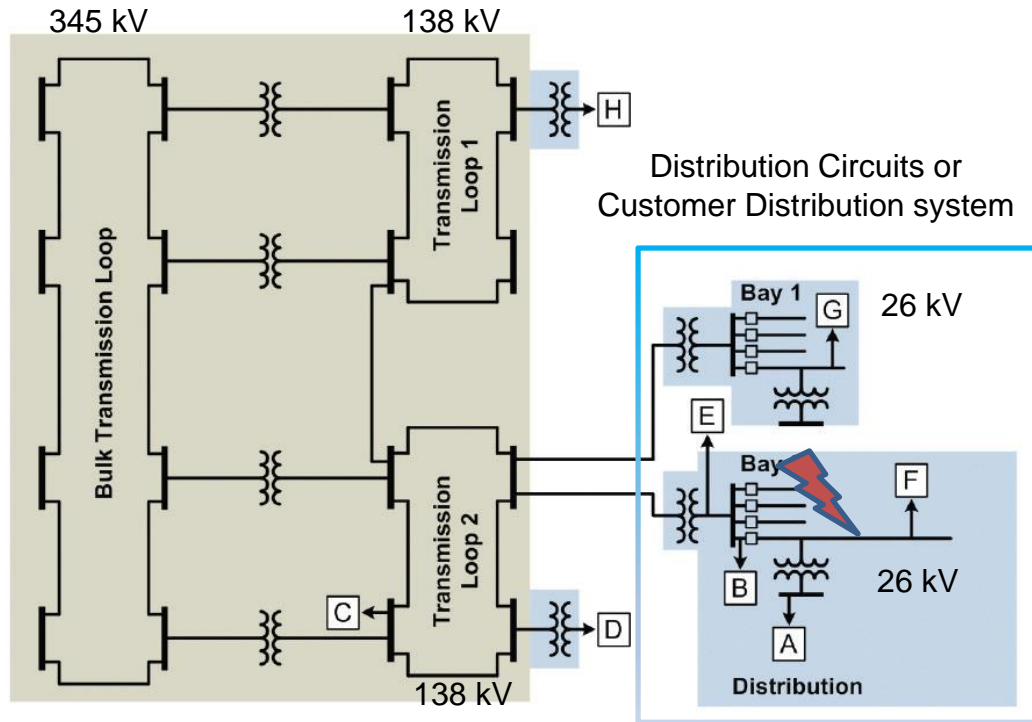 345 kV
138 kV
H
Transmission
Loop 1
Distribution Circuits or
Customer Distribution system
Bulk Transmission Loop
Bay 1
26 kV
G
E
Bay
F
Transmission
Loop 2
B
26 kV
C
D
A
138 kV
Distribution